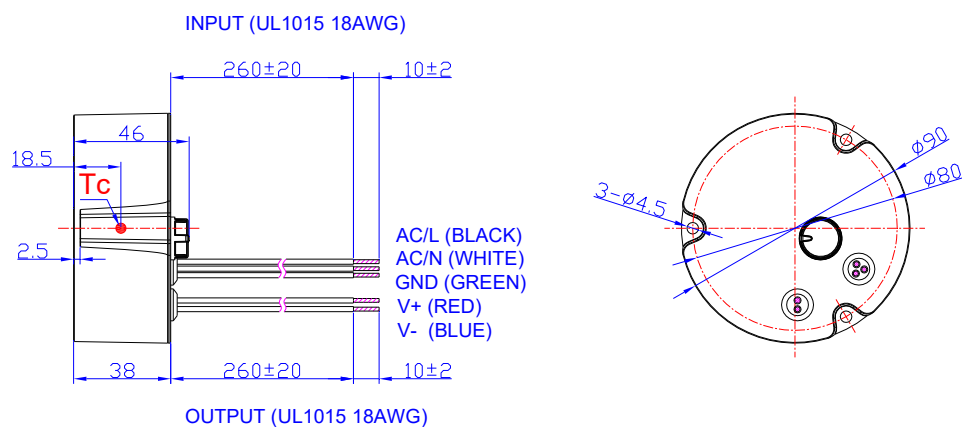 INPUT (UL1015 18AWG)
260±20
10±2
46
18.5
Tc
2.5
AC/L (BLACK)
AC/N (WHITE)
GND (GREEN)
V+ (RED)
V- (BLUE)
38
260±20
10±2
OUTPUT (UL1015 18AWG)
ø90
ø80
3-ø4.5